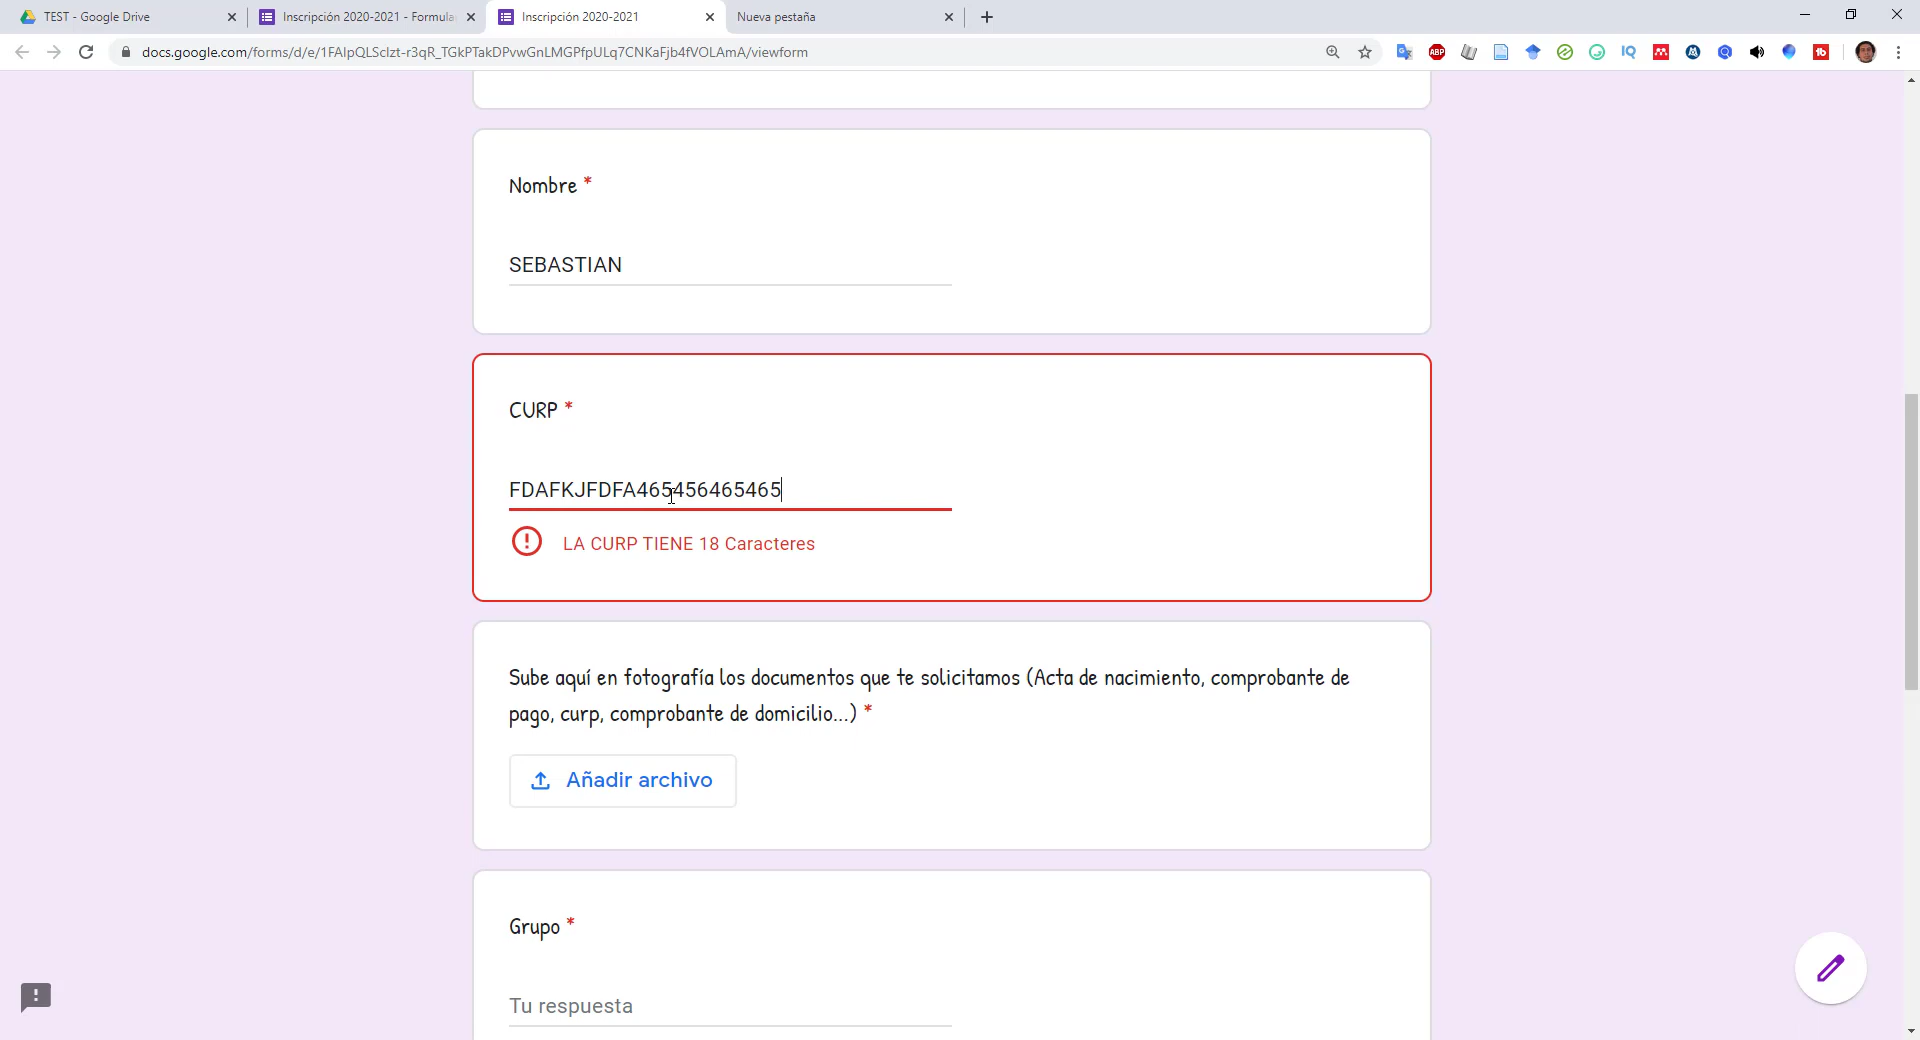 TEST - Google Drive
Inscripción 2020-2021 - Formula
Inscripción 2020-2021
Nueva pestaña
docs.google.com/forms/d/e/1FAIpQLSclzt-r3qR_TGkPTakDPvwGnLMGPfpULq7CNKaFjb4fVOLAmA/viewform
ABP
IQ
Nombre *
SEBASTIAN
CURP *
FDAFKJFDFA465456465465
LA CURP TIENE 18 Caracteres
Sube aquí en fotografía los documentos que te solicitamos (Acta de nacimiento, comprobante de
pago, curp, comprobante de domicilio...) *
Añadir archivo
Grupo *
Tu respuesta